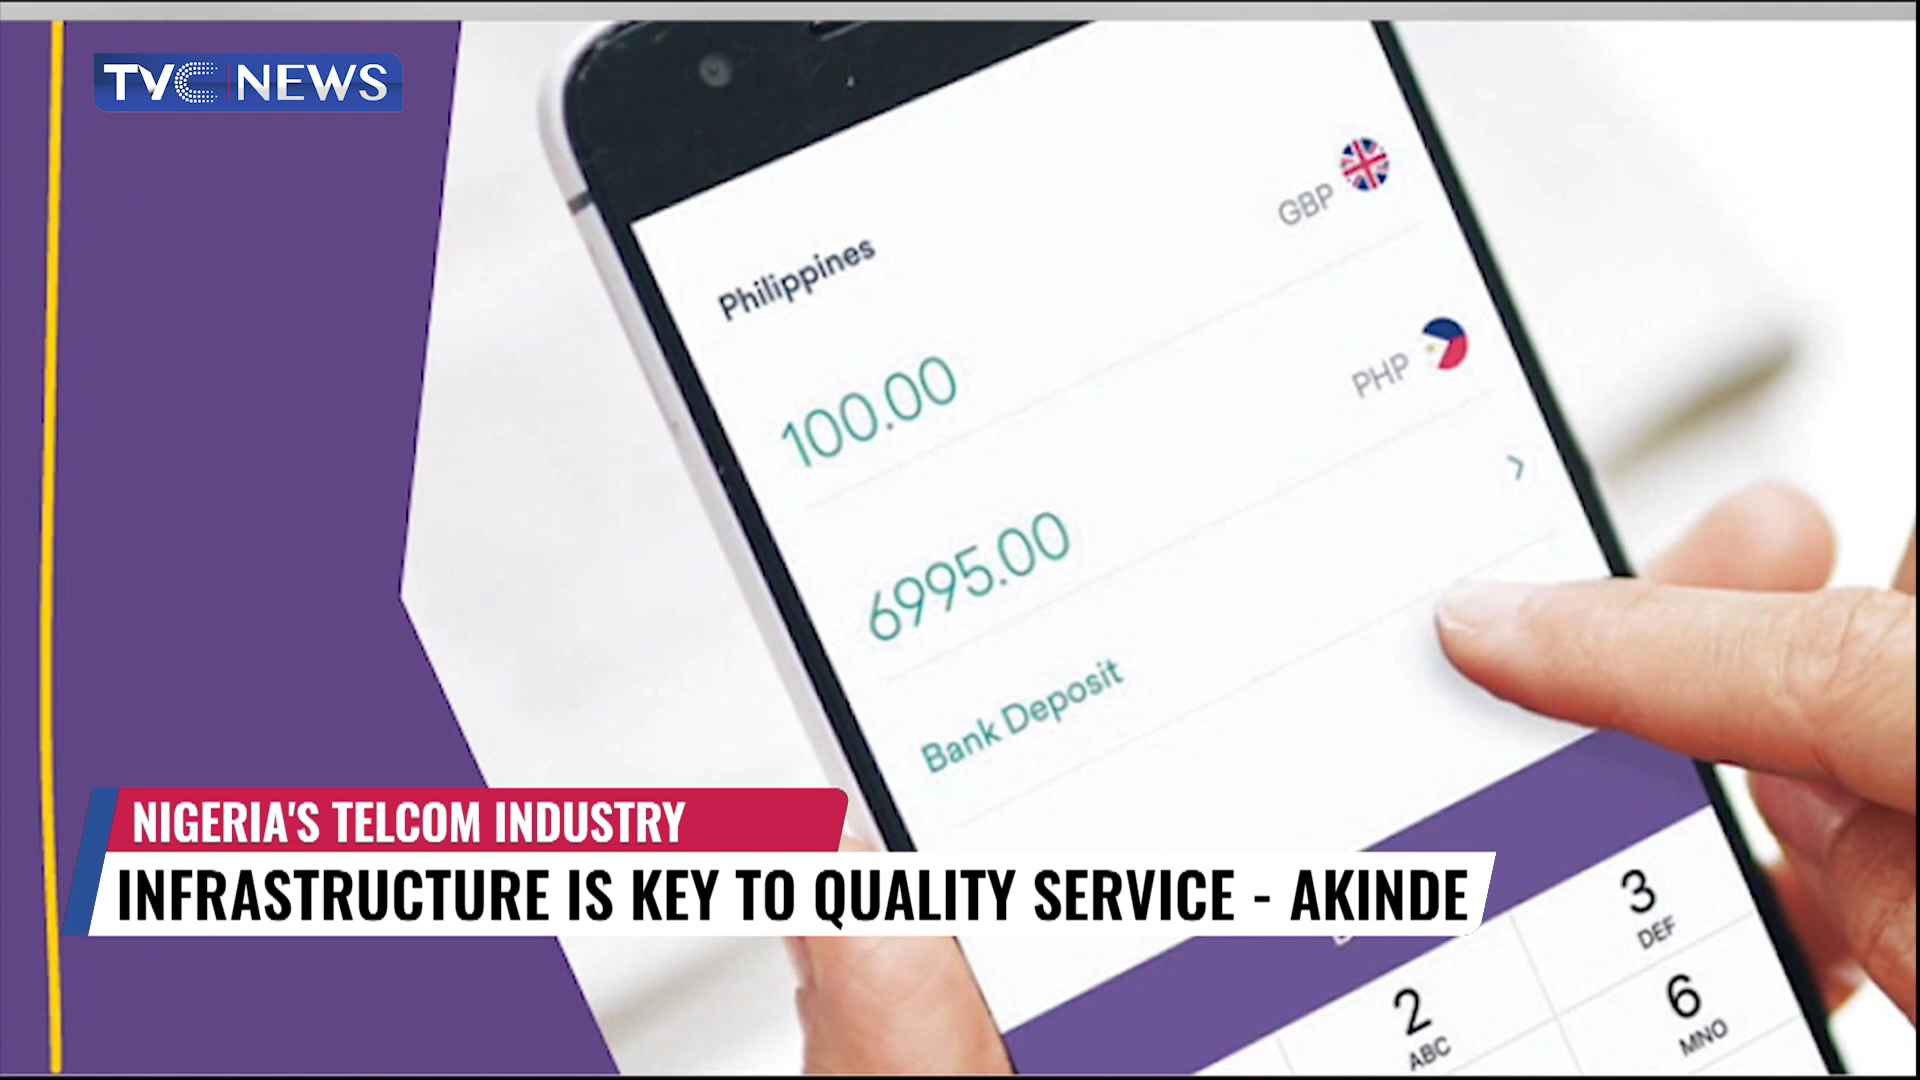 TVC NEWS
GBP
Philippines
100.00
PHP
6995.00
Bank Deposit
NIGERIA'S TELCOM INDUSTRY
INFRASTRUCTURE IS KEY TO QUALITY SERVICE - AKINDE
3
DEF
2
ABC
6
MNO